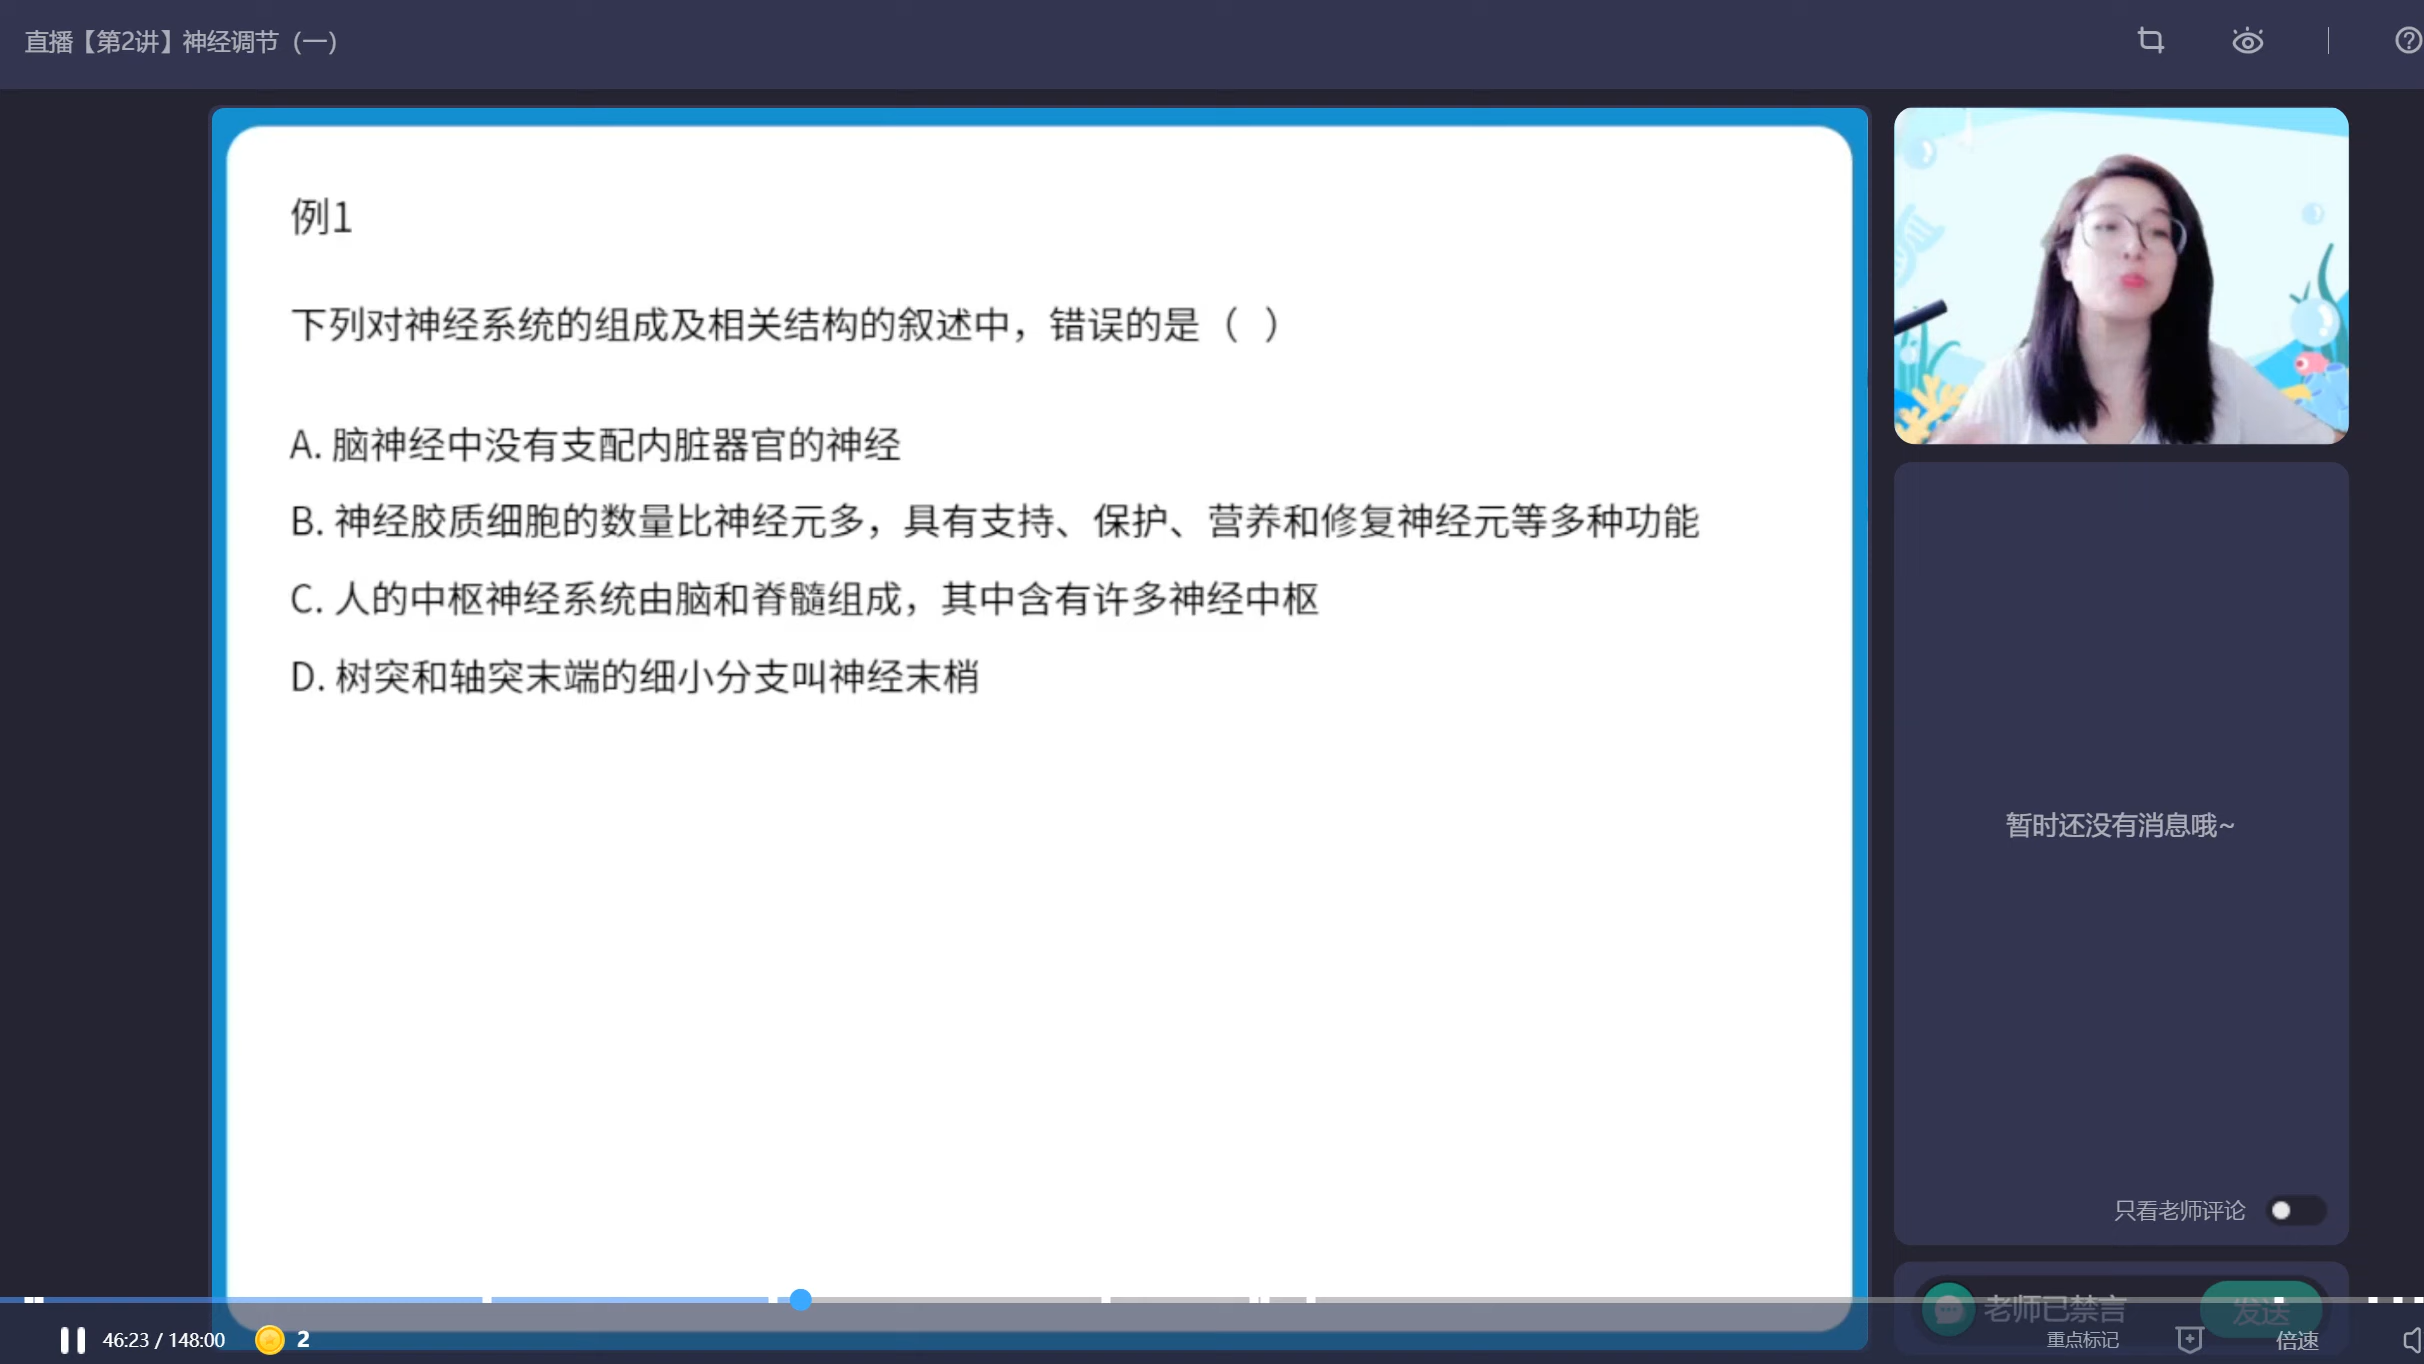 直播【第2讲】神经调节（一）
例1
下列对神经系统的组成及相关结构的叙述中，错误的是（ ）
A. 脑神经中没有支配内脏器官的神经
B. 神经胶质细胞的数量比神经元多，具有支持、保护、营养和修复神经元等多种功能
C. 人的中枢神经系统由脑和脊髓组成，其中含有许多神经中枢
D. 树突和轴突末端的细小分支叫神经末梢
暂时还没有消息哦~
只看老师评论
老师已禁言
发送
46:23 / 148:00
2
重点标记
倍速